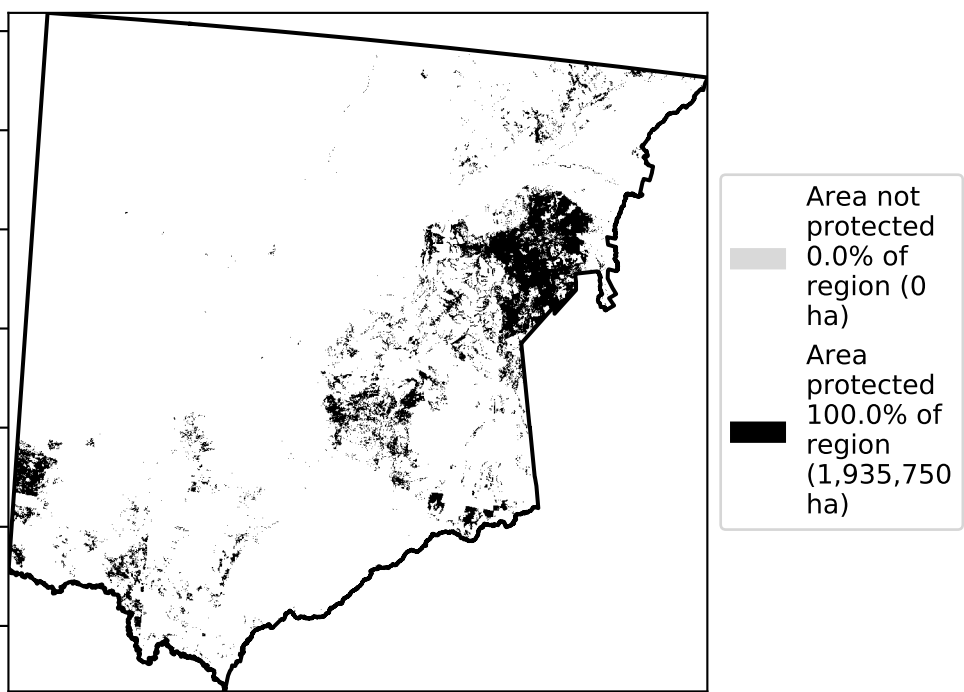 Area not
protected
0.0% of
region (0
ha)
Area
protected
100.0% of
region
(1,935,750
ha)